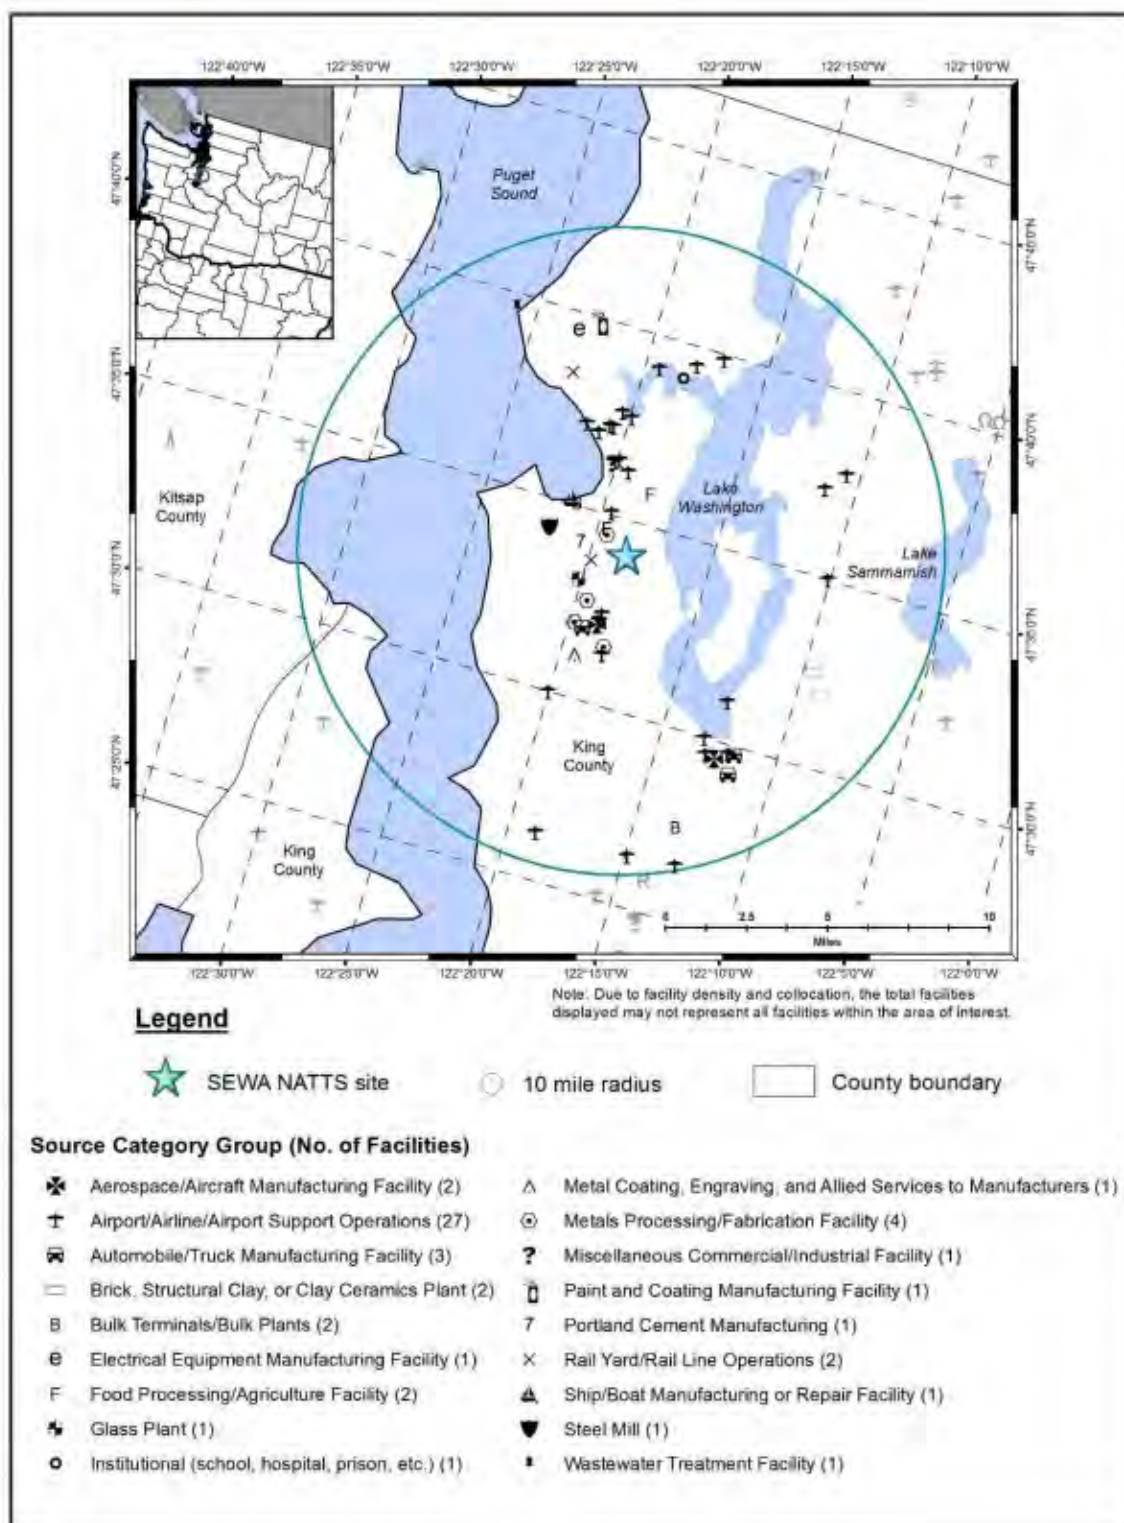 122°40'0"W 122°35'0"W 122°30'0"W 122°25'0"W 122°20'0"W 122°15'0"W 122°10'0"W
47°40'0"N
47°35'0"N
47°30'0"N
47°25'0"N
47°45'0"N
47°40'0"N
47°35'0"N
47°30'0"N
Puget
Sound
e
F
Lake
Washington
Kitsap
County
7
F
Lake
Sammamish
King
County
B
King
County
R
0 2.5 5 10
Miles
122°30'0"W 122°25'0"W 122°20'0"W 122°15'0"W 122°10'0"W 122°5'0"W 122°0'0"W
Note: Due to facility density and collocation, the total facilities
displayed may not represent all facilities within the area of interest.
Legend
SEWA NATTS site 10 mile radius County boundary
Source Category Group (No. of Facilities)
Aerospace/Aircraft Manufacturing Facility (2)
Airport/Airline/Airport Support Operations (27)
Automobile/Truck Manufacturing Facility (3)
Brick, Structural Clay, or Clay Ceramics Plant (2)
B Bulk Terminals/Bulk Plants (2)
e Electrical Equipment Manufacturing Facility (1)
F Food Processing/Agriculture Facility (2)
Glass Plant (1)
Institutional (school, hospital, prison, etc.) (1)
Metal Coating, Engraving, and Allied Services to Manufacturers (1)
Metals Processing/Fabrication Facility (4)
? Miscellaneous Commercial/Industrial Facility (1)
Paint and Coating Manufacturing Facility (1)
7 Portland Cement Manufacturing (1)
Rail Yard/Rail Line Operations (2)
Ship/Boat Manufacturing or Repair Facility (1)
Steel Mill (1)
Wastewater Treatment Facility (1)